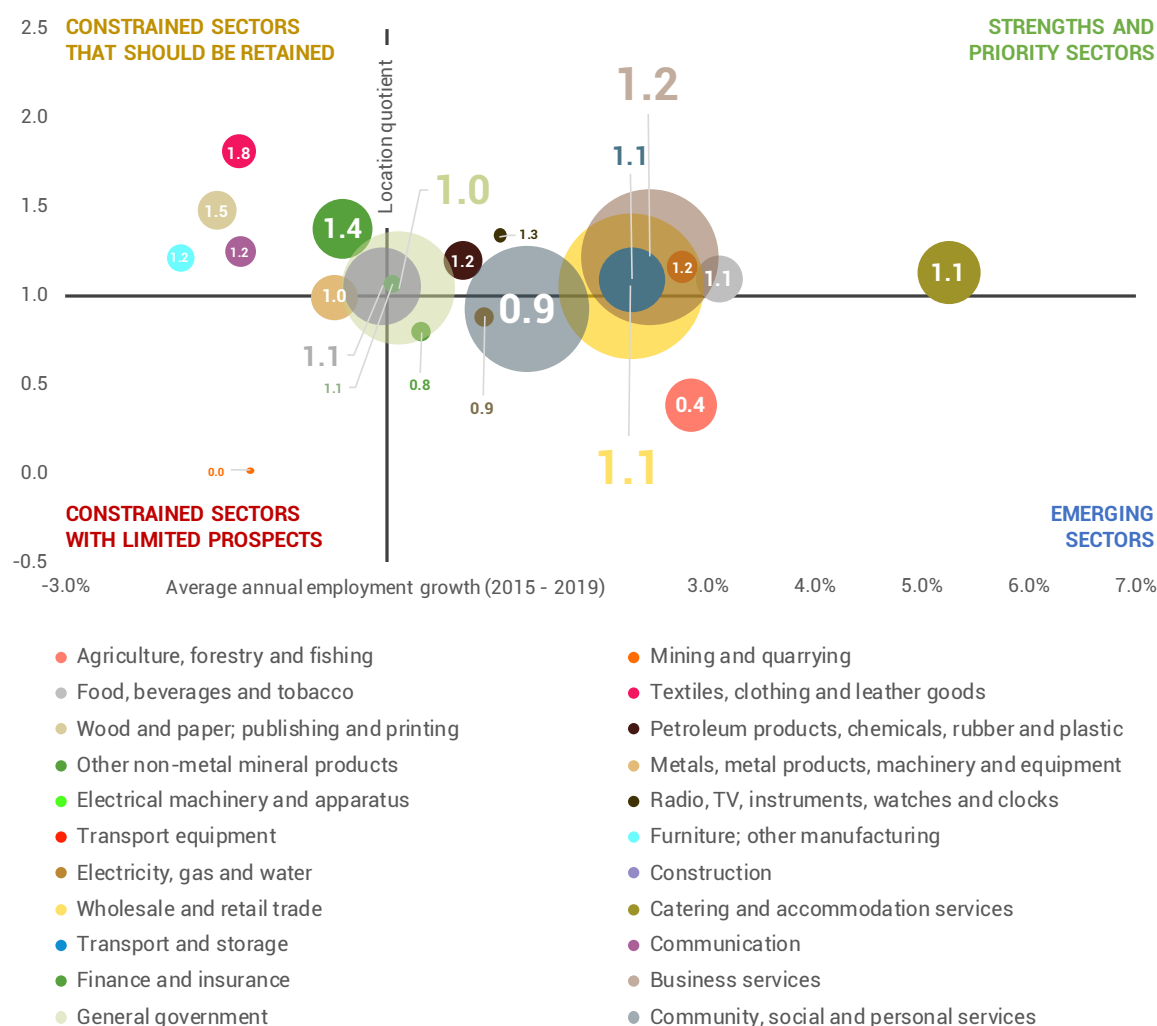 2.5
CONSTRAINED SECTORS
THAT SHOULD BE RETAINED
STRENGTHS AND
PRIORITY SECTORS
Location quotient
1.2
2.0
1.8
1.1
1.5
1.5
1.0
1.4
1.3
1.2
1.2
1.2
1.2
1.1
1.1
1.0
1.0
0.9
1.1
1.1
0.8
0.9
0.5
0.4
1.1
0.0
0.0
CONSTRAINED SECTORS
WITH LIMITED PROSPECTS
EMERGING
SECTORS
-0.5
-3.0%
Average annual employment growth (2015 - 2019)
3.0%
4.0%
5.0%
6.0%
7.0%
Agriculture, forestry and fishing
Mining and quarrying
Food, beverages and tobacco
Textiles, clothing and leather goods
Wood and paper; publishing and printing
Petroleum products, chemicals, rubber and plastic
Other non-metal mineral products
Metals, metal products, machinery and equipment
Electrical machinery and apparatus
Radio, TV, instruments, watches and clocks
Transport equipment
Furniture; other manufacturing
Electricity, gas and water
Construction
Wholesale and retail trade
Catering and accommodation services
Transport and storage
Communication
Finance and insurance
Business services
General government
Community, social and personal services